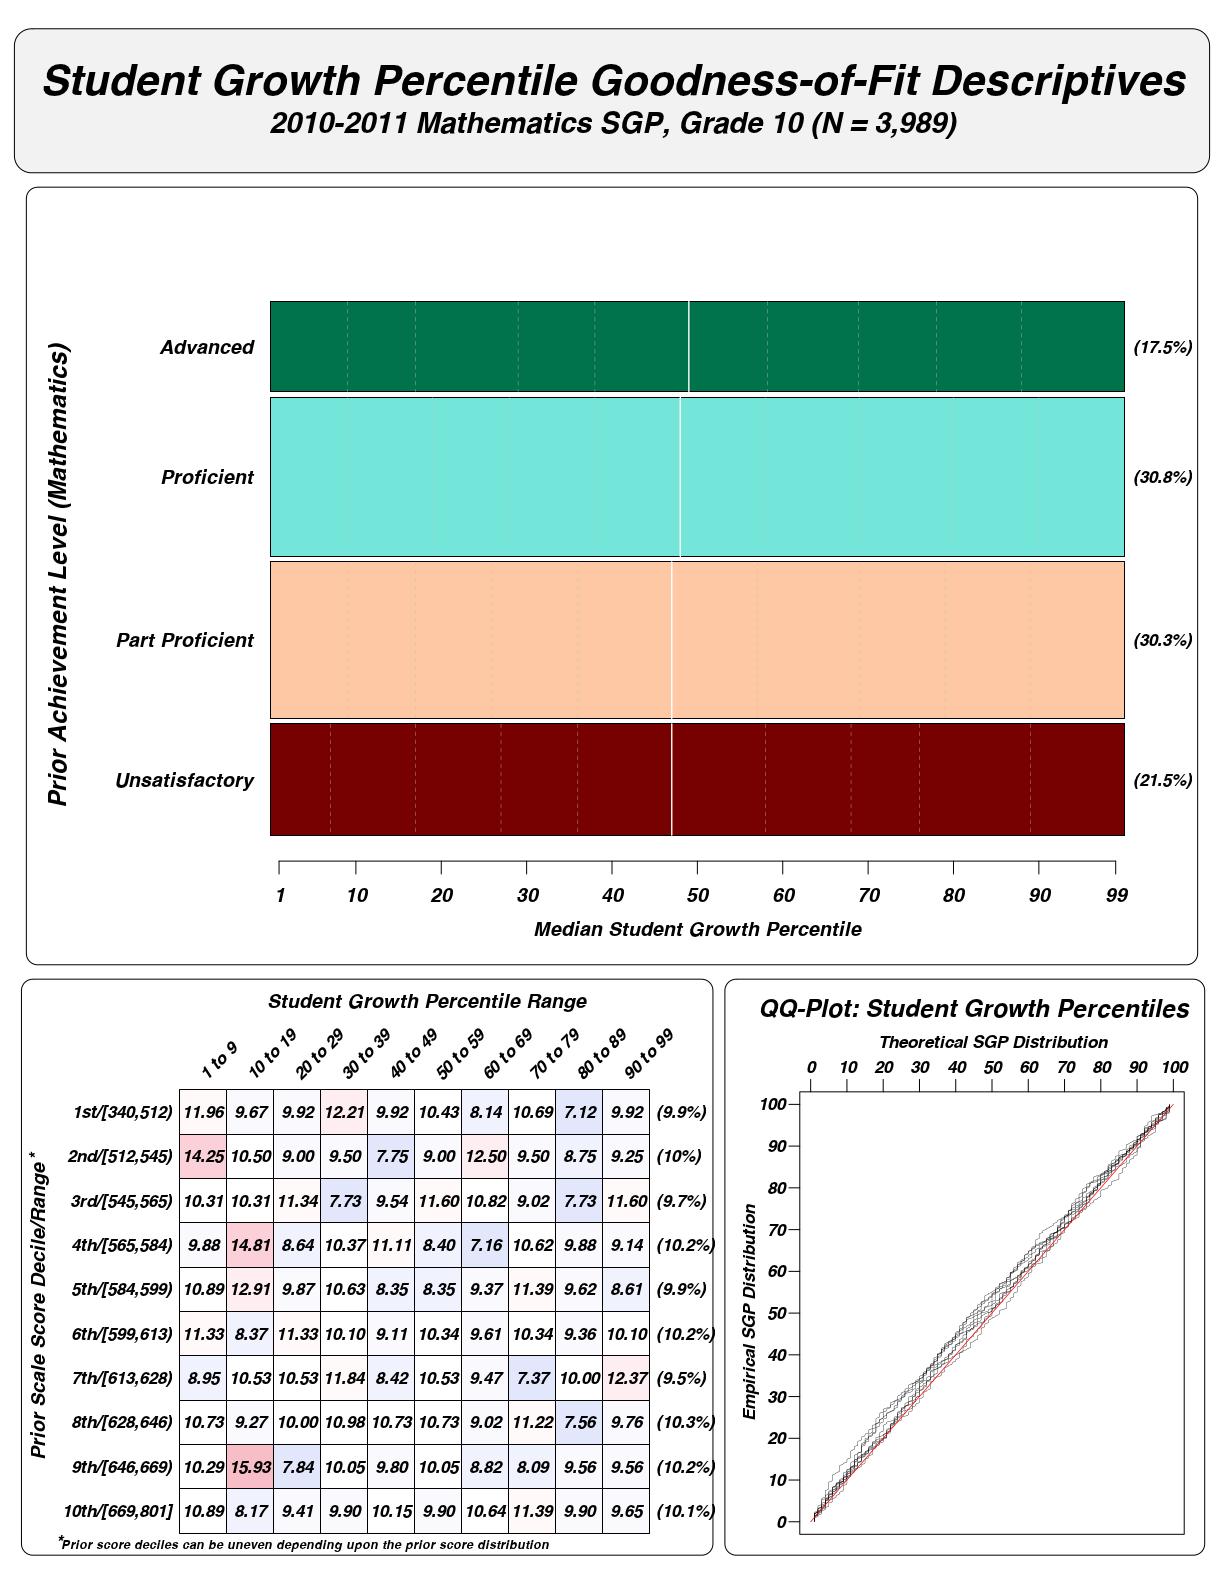 Student Growth Percentile Goodness-of-Fit Descriptives
2010-2011 Mathematics SGP, Grade 10 (N = 3,989)
Prior Achievement Level (Mathematics)
Advanced (17.5%)
Proficient (30.8%)
Part Proficient (30.3%)
Unsatisfactory (21.5%)
1 10 20 30 40 50 60 70 80 90 99
Median Student Growth Percentile
Student Growth Percentile Range
1 to 9 10 to 19 20 to 29 30 to 39 40 to 49 50 to 59 60 to 69 70 to 79 80 to 89 90 to 99
Prior Scale Score Decile/Range*
1st/[340,512) 11.96 9.67 9.92 12.21 9.92 10.43 8.14 10.69 7.12 9.92 (9.9%)
2nd/[512,545) 14.25 10.50 9.00 9.50 7.75 9.00 12.50 9.50 8.75 9.25 (10%)
3rd/[545,565) 10.31 10.31 11.34 7.73 9.54 11.60 10.82 9.02 7.73 11.60 (9.7%)
4th/[565,584) 9.88 14.81 8.64 10.37 11.11 8.40 7.16 10.62 9.88 9.14 (10.2%)
5th/[584,599) 10.89 12.91 9.87 10.63 8.35 8.35 9.37 11.39 9.62 8.61 (9.9%)
6th/[599,613) 11.33 8.37 11.33 10.10 9.11 10.34 9.61 10.34 9.36 10.10 (10.2%)
7th/[613,628) 8.95 10.53 10.53 11.84 8.42 10.53 9.47 7.37 10.00 12.37 (9.5%)
8th/[628,646) 10.73 9.27 10.00 10.98 10.73 10.73 9.02 11.22 7.56 9.76 (10.3%)
9th/[646,669) 10.29 15.93 7.84 10.05 9.80 10.05 8.82 8.09 9.56 9.56 (10.2%)
10th/[669,801] 10.89 8.17 9.41 9.90 10.15 9.90 10.64 11.39 9.90 9.65 (10.1%)
*Prior score deciles can be uneven depending upon the prior score distribution
QQ-Plot: Student Growth Percentiles
Theoretical SGP Distribution
0 10 20 30 40 50 60 70 80 90 100
Empirical SGP Distribution
100
90
80
70
60
50
40
30
20
10
0